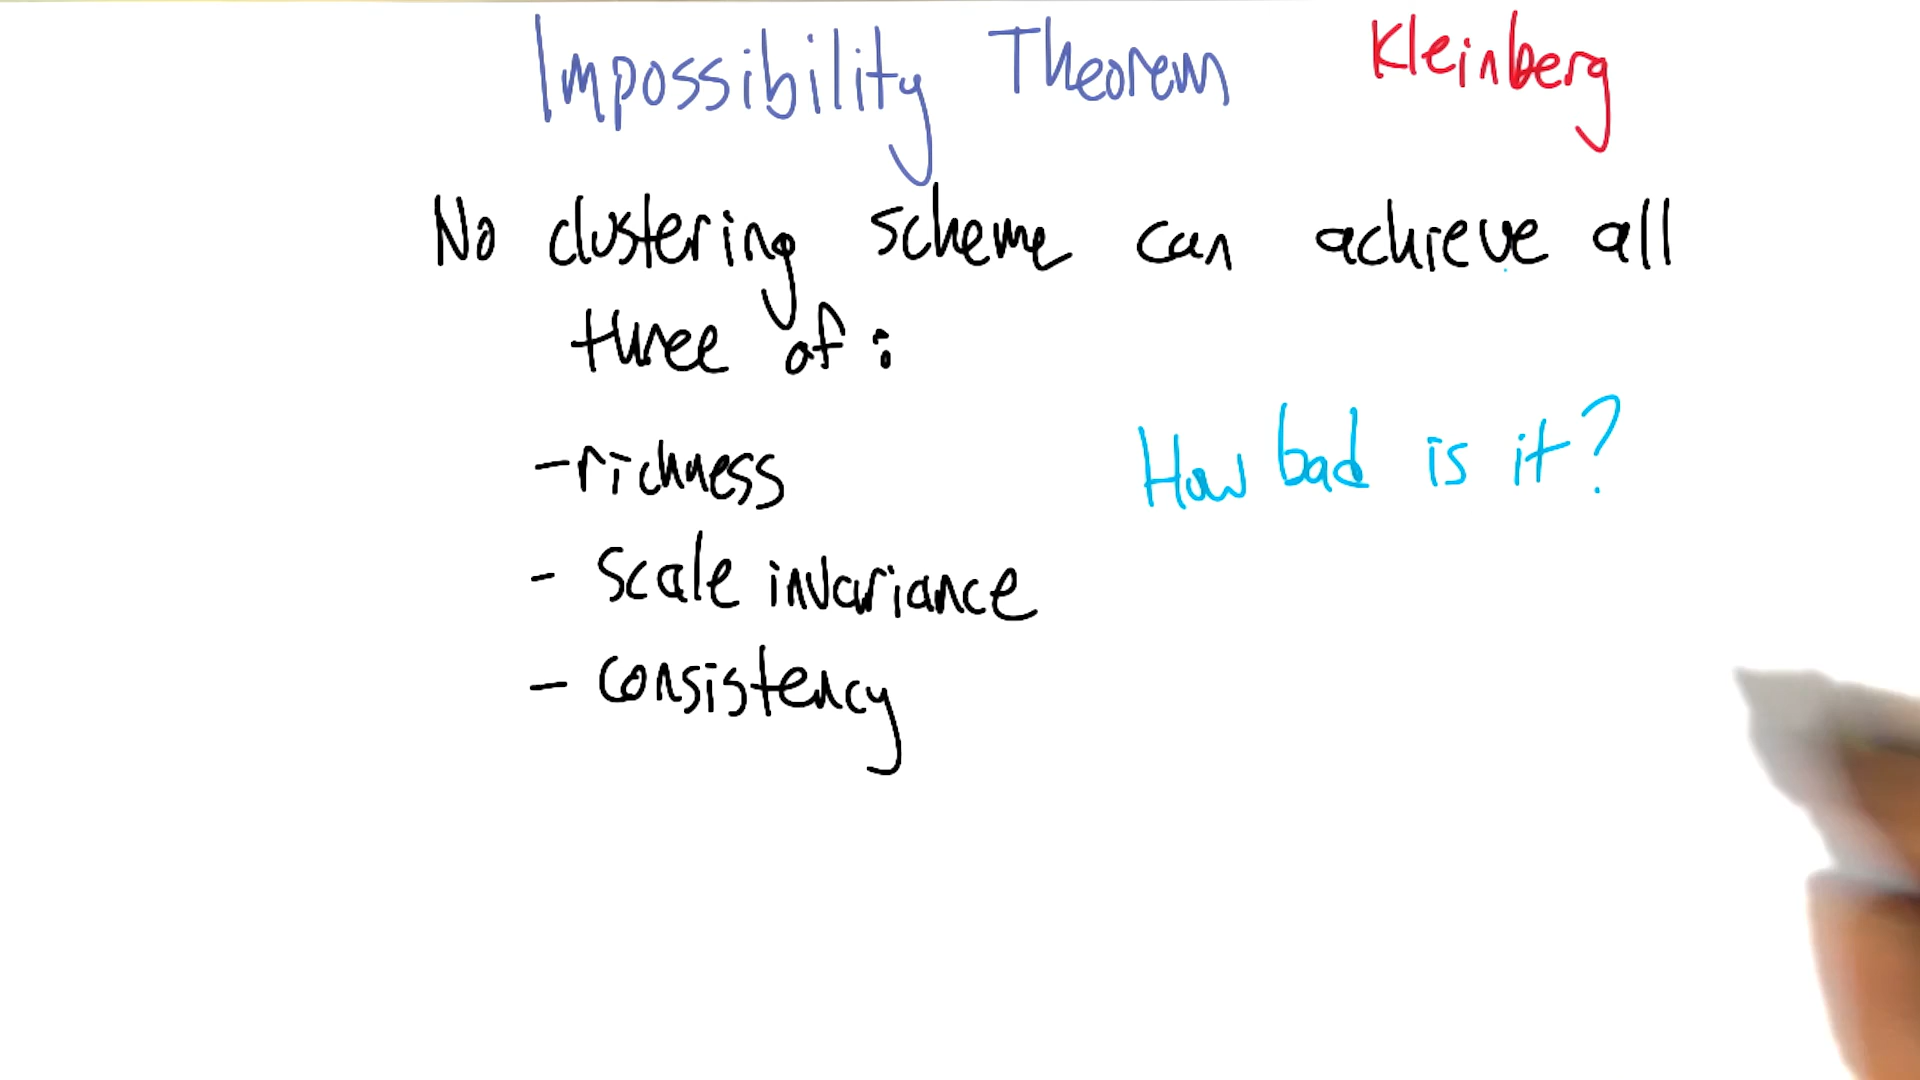 Impossibility Theorem Kleinberg
No clustering scheme can achieve all
three of:
-richness
How bad is it?
- scale invariance
- consistency